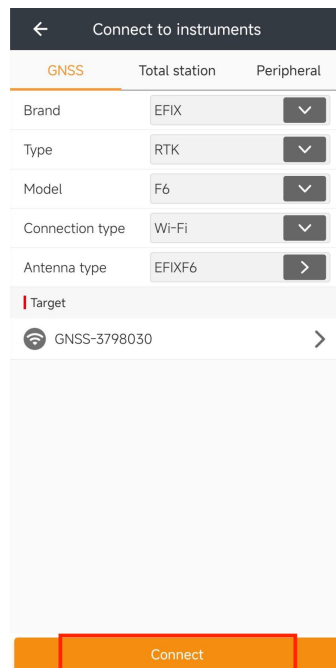 Connect to instruments
GNSS Total station Peripheral
Brand EFIX
Type RTK
Model F6
Connection type Wi-Fi
Antenna type EFIXF6
Target
GNSS-3798030
Connect